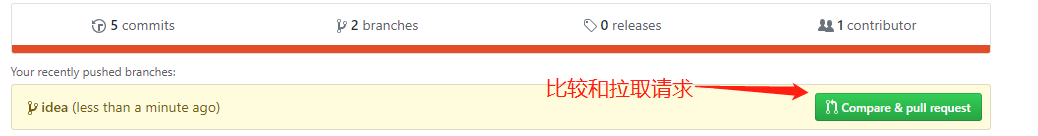 5 commits 2 branches 0 releases 1 contributor
Your recently pushed branches:
比较和拉取请求
idea (less than a minute ago) Compare & pull request